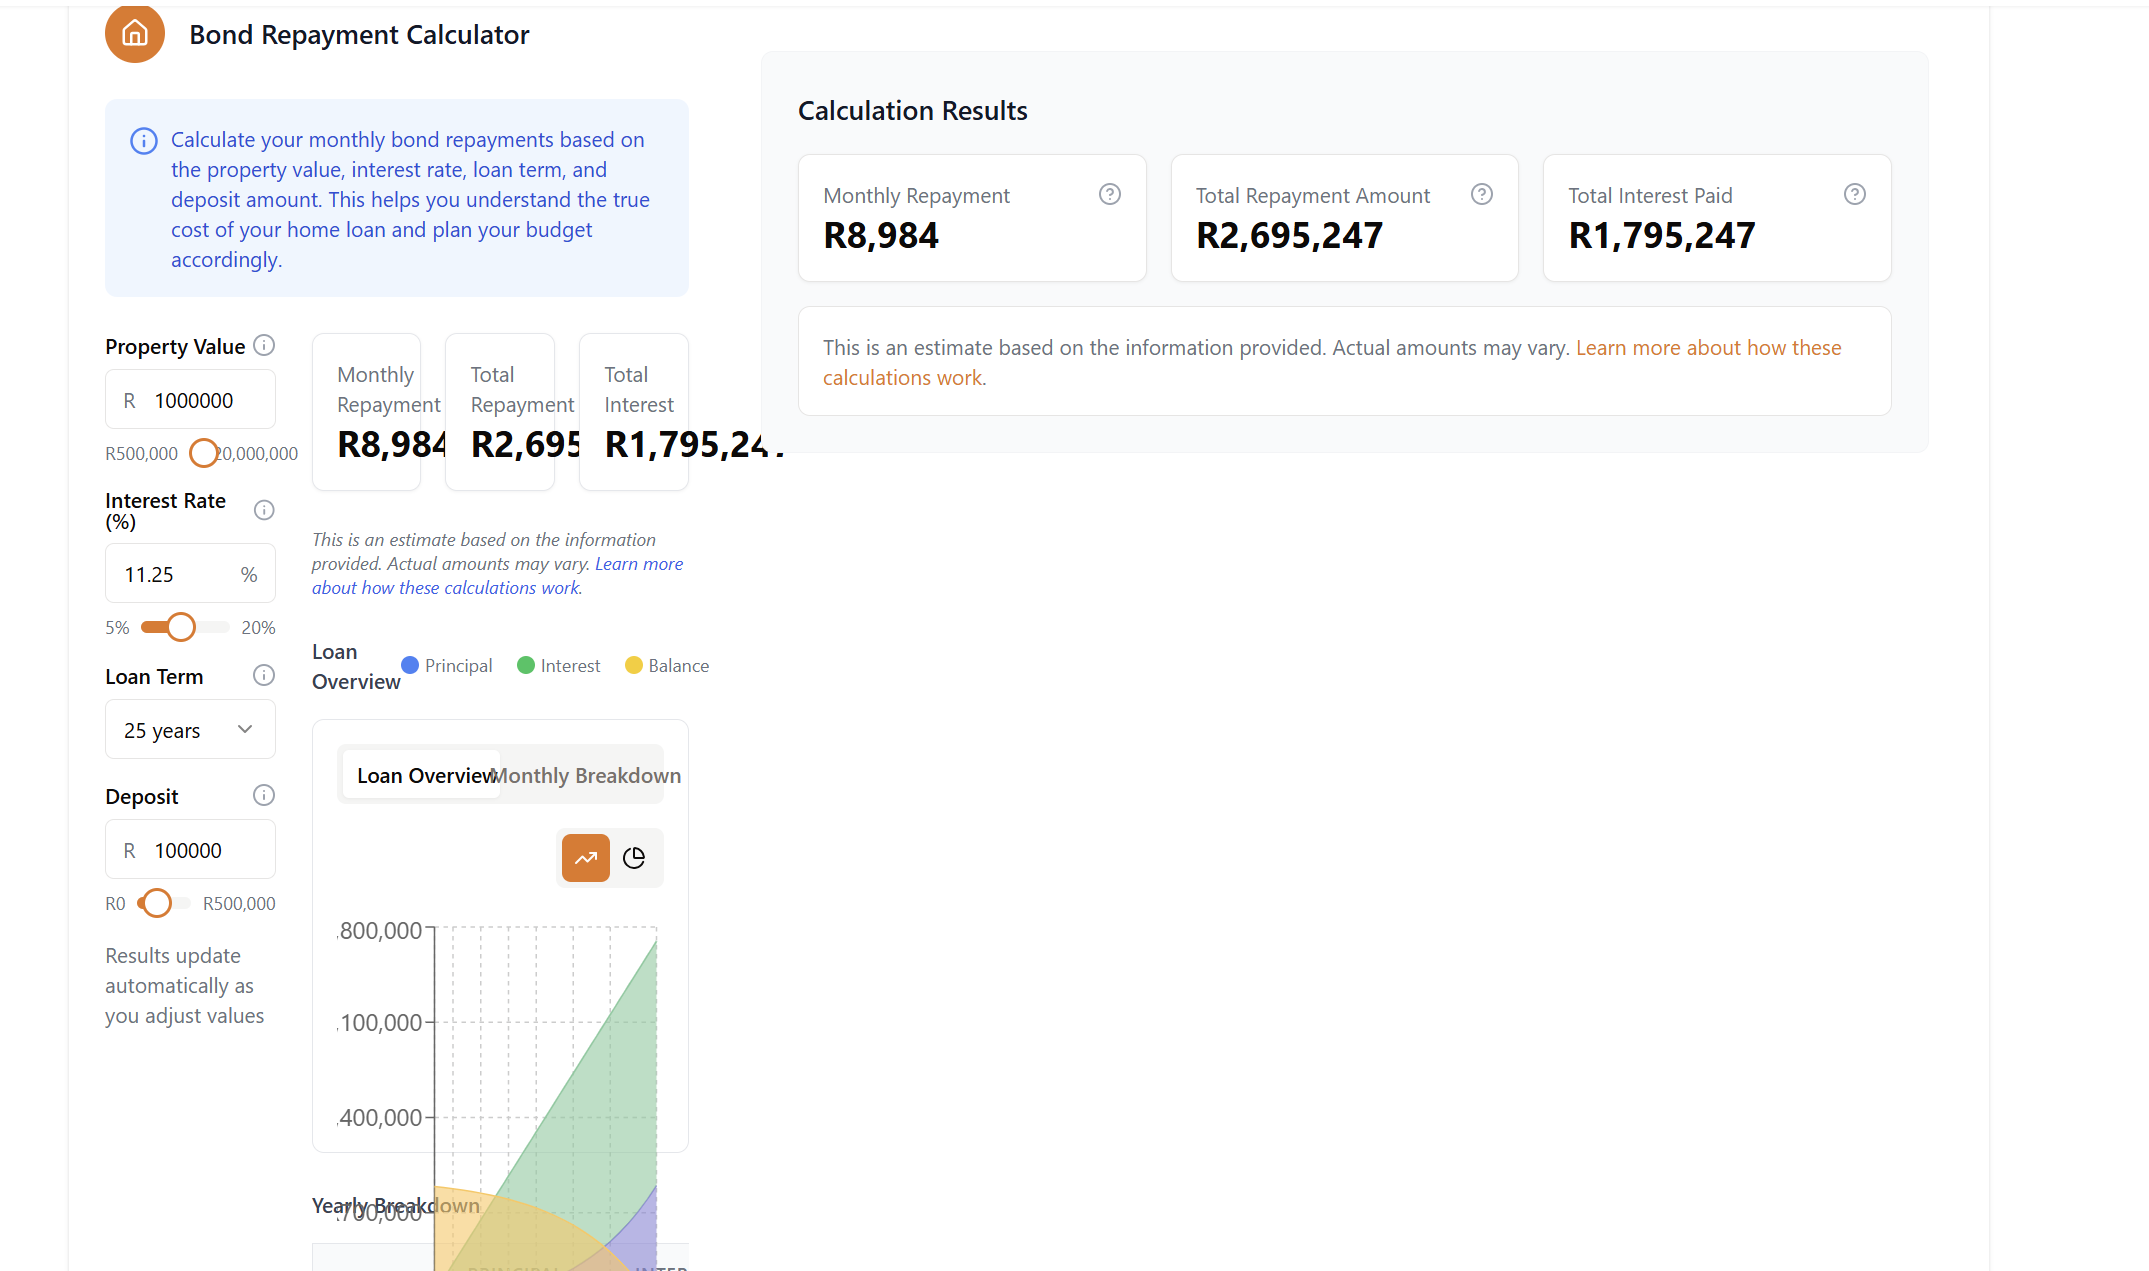 Bond Repayment Calculator
Calculate your monthly bond repayments based on
the property value, interest rate, loan term, and
deposit amount. This helps you understand the true
cost of your home loan and plan your budget
accordingly.
Property Value
R 1000000
R500,000 20,000,000
Interest Rate
(%)
11.25 %
5% 20%
Loan Term
25 years
Deposit
R 100000
R0 R500,000
Results update
automatically as
you adjust values
Monthly
Repayment
R8,984
Total
Repayment
R2,695
Total
Interest
R1,795,24
This is an estimate based on the information
provided. Actual amounts may vary. Learn more
about how these calculations work.
Loan
Overview
Principal Interest Balance
Loan Overview Monthly Breakdown
,800,000
,100,000
,400,000
,700,000
Yearly Breakdown
Calculation Results
Monthly Repayment
R8,984
Total Repayment Amount
R2,695,247
Total Interest Paid
R1,795,247
This is an estimate based on the information provided. Actual amounts may vary. Learn more about how these
calculations work.